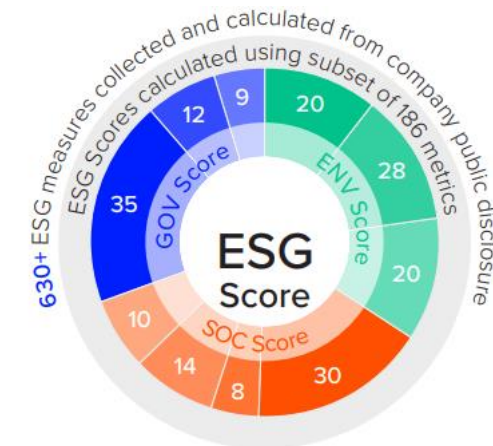 630+ ESG measures collected and calculated from company public disclosure
ESG Scores calculated using subset of 186 metrics
20
28
20
30
8
14
10
35
12
9
ENV Score
SOC Score
GOV Score
ESG
Score